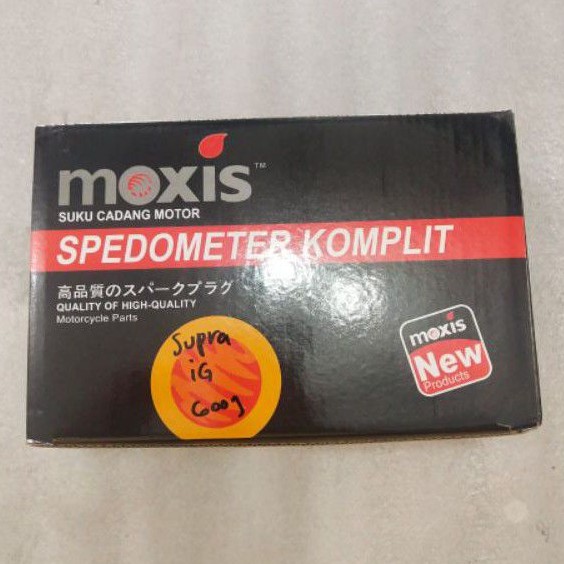 moxis™
SUKU CADANG MOTOR
SPEDOMETER KOMPLIT
高品質のスパークプラグ
QUALITY OF HIGH-QUALITY
Motorcycle Parts
Supra
iG
600g
moxis
New
Products